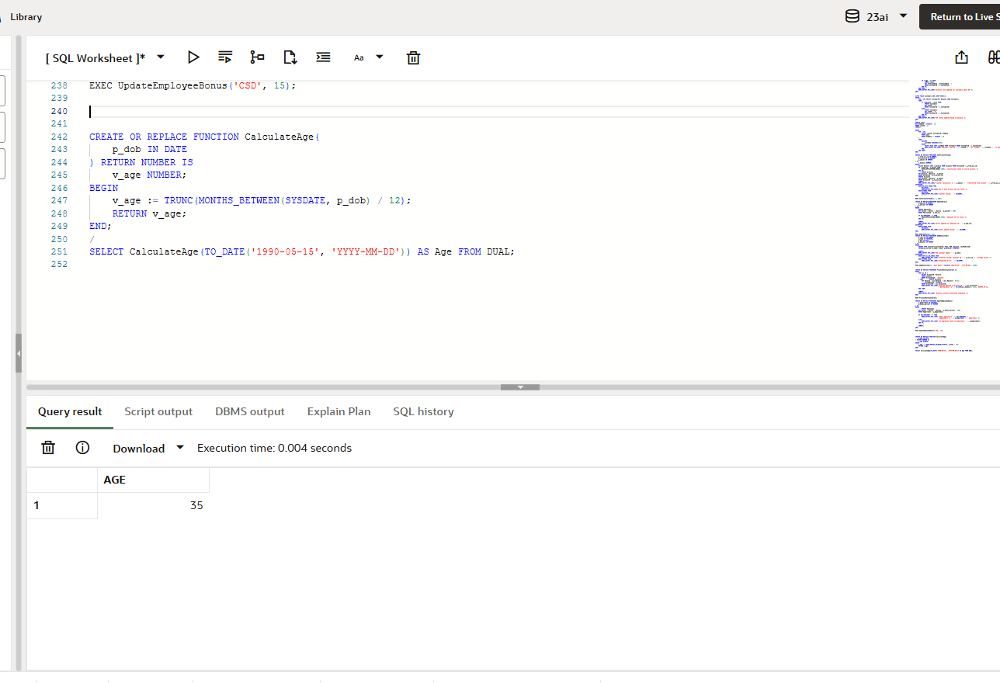 Library
23ai
Return to Live S
[ SQL Worksheet ]*
Aa
238 EXEC UpdateEmployeeBonus('CSD', 15);
239
240
241
242 CREATE OR REPLACE FUNCTION CalculateAge(
243     p_dob IN DATE
244 ) RETURN NUMBER IS
245     v_age NUMBER;
246 BEGIN
247     v_age := TRUNC(MONTHS_BETWEEN(SYSDATE, p_dob) / 12);
248     RETURN v_age;
249 END;
250 /
251 SELECT CalculateAge(TO_DATE('1990-05-15', 'YYYY-MM-DD')) AS Age FROM DUAL;
252
Query result Script output DBMS output Explain Plan SQL history
Download Execution time: 0.004 seconds
AGE
1 35